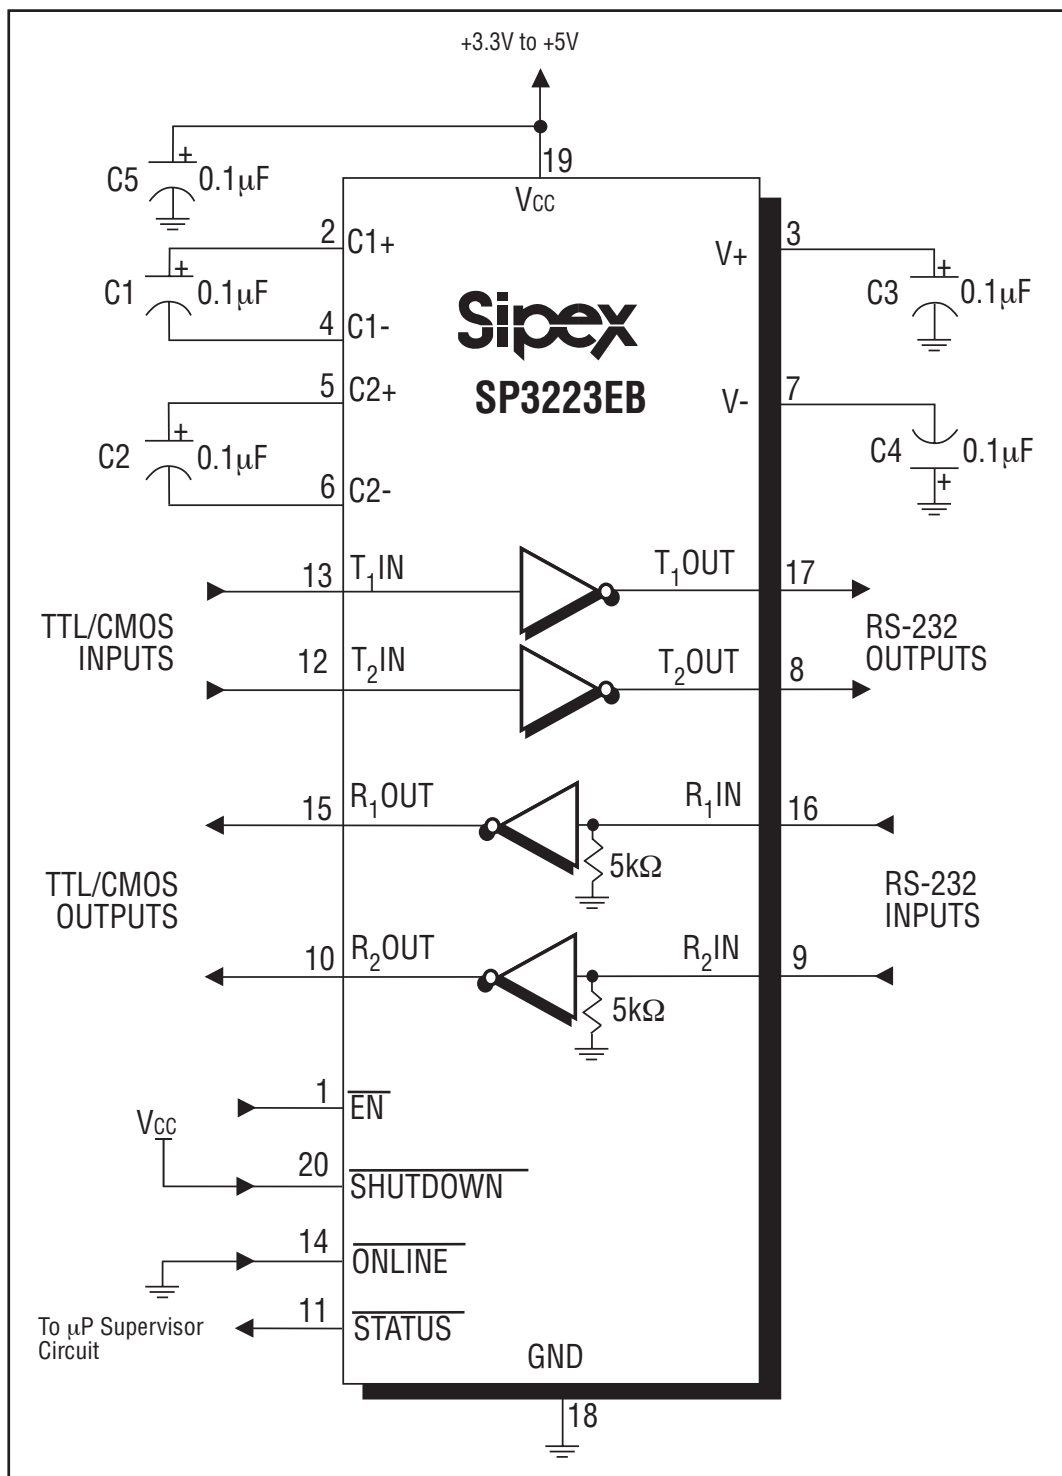 +3.3V to +5V
19
VCC
C5
+
0.1μF
2
C1+
C1
+
0.1μF
4
C1-
5
C2+
C2
+
0.1μF
6
C2-
V+
3
C3
+
0.1μF
Sipex
SP3223EB
V-
7
C4
0.1μF
+
TTL/CMOS
INPUTS
13
T1IN
T1OUT
17
12
T2IN
T2OUT
8
RS-232
OUTPUTS
TTL/CMOS
OUTPUTS
15
R1OUT
R1IN
16
5kΩ
10
R2OUT
R2IN
9
5kΩ
RS-232
INPUTS
1
EN
VCC
20
SHUTDOWN
14
ONLINE
To μP Supervisor
Circuit
11
STATUS
GND
18